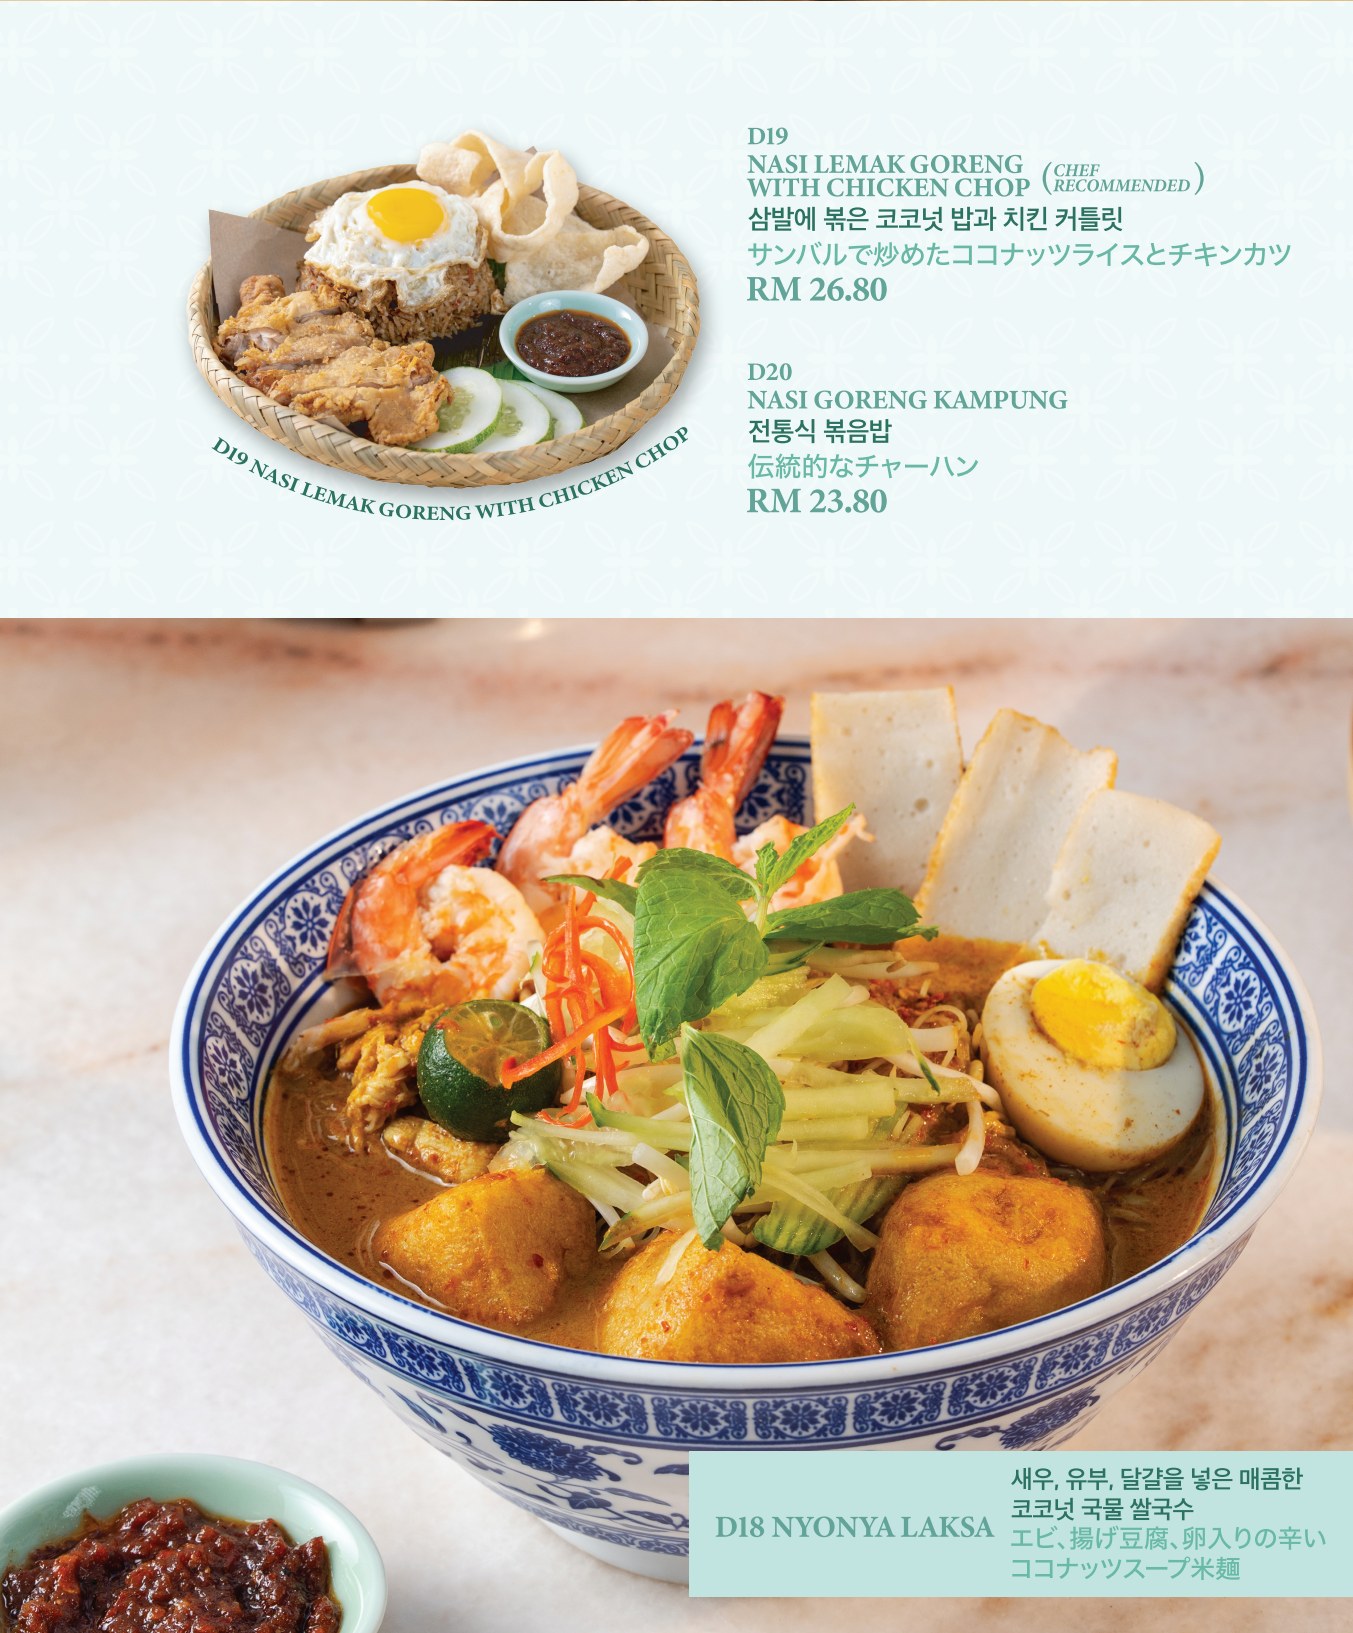 D19
NASI LEMAK GORENG
WITH CHICKEN CHOP
(CHEF
RECOMMENDED)
삼발에 볶은 코코넛 밥과 치킨 커틀릿
サンバルで炒めたココナッツライスとチキンカツ
RM 26.80
D20
NASI GORENG KAMPUNG
전통식 볶음밥
伝統的なチャーハン
RM 23.80
D19 NASI LEMAK GORENG WITH CHICKEN CHOP
D18 NYONYA LAKSA
새우, 유부, 달걀을 넣은 매콤한
코코넛 국물 쌀국수
エビ、揚げ豆腐、卵入りの辛い
ココナッツスープ米麺